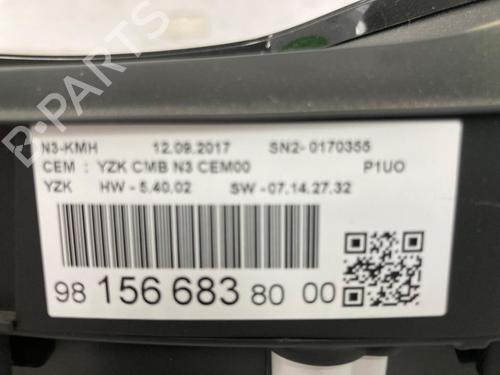 B-PARTS
N3-KMH 12.09.2017 SN2- 0170355
CEM : YZK CMB N3 CEM00 P1UO
YZK HW - 5.40.02 SW -07.14.27.32
98 156 683 80 00